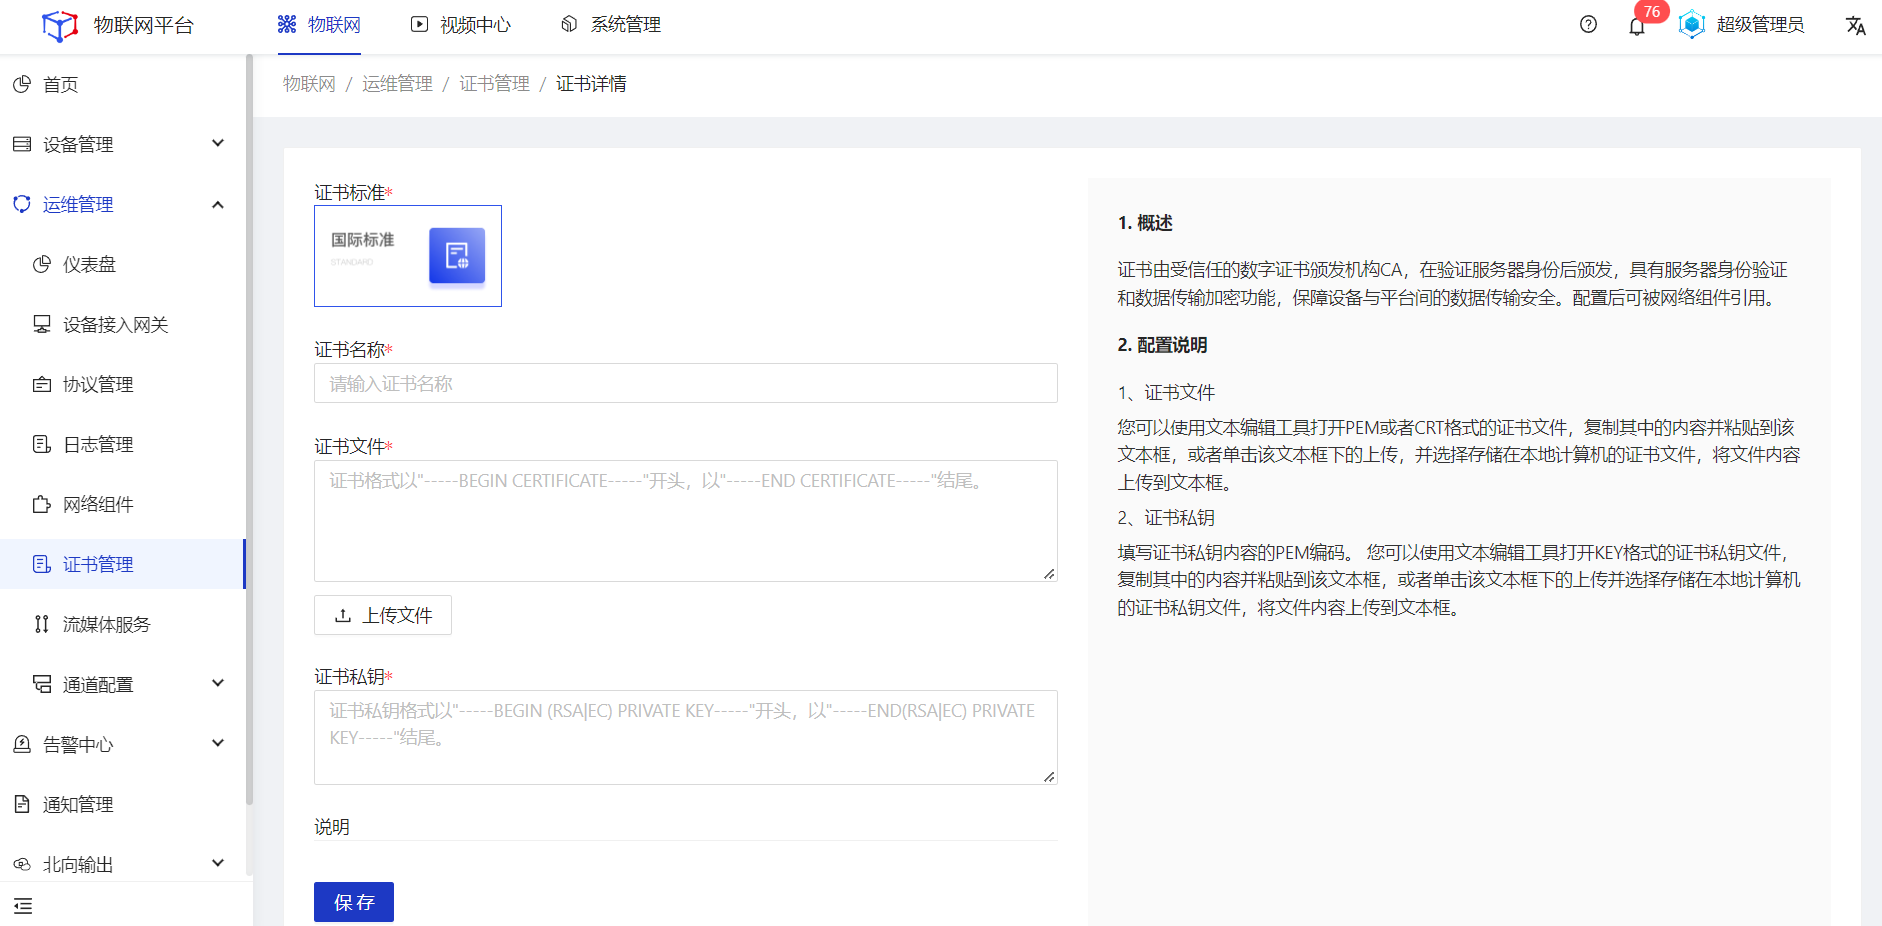 物联网平台
物联网
视频中心
系统管理
76
超级管理员
首页
设备管理
运维管理
仪表盘
设备接入网关
协议管理
日志管理
网络组件
证书管理
流媒体服务
通道配置
告警中心
通知管理
北向输出
物联网 / 运维管理 / 证书管理 / 证书详情
证书标准*
国际标准
STANDARD
证书名称*
请输入证书名称
证书文件*
证书格式以"-----BEGIN CERTIFICATE-----"开头，以"-----END CERTIFICATE-----"结尾。
上传文件
证书私钥*
证书私钥格式以"-----BEGIN (RSA|EC) PRIVATE KEY-----"开头，以"-----END(RSA|EC) PRIVATE
KEY-----"结尾。
说明
保存
1. 概述
证书由受信任的数字证书颁发机构CA，在验证服务器身份后颁发，具有服务器身份验证
和数据传输加密功能，保障设备与平台间的数据传输安全。配置后可被网络组件引用。
2. 配置说明
1、证书文件
您可以使用文本编辑工具打开PEM或者CRT格式的证书文件，复制其中的内容并粘贴到该
文本框，或者单击该文本框下的上传，并选择存储在本地计算机的证书文件，将文件内容
上传到文本框。
2、证书私钥
填写证书私钥内容的PEM编码。 您可以使用文本编辑工具打开KEY格式的证书私钥文件，
复制其中的内容并粘贴到该文本框，或者单击该文本框下的上传并选择存储在本地计算机
的证书私钥文件，将文件内容上传到文本框。